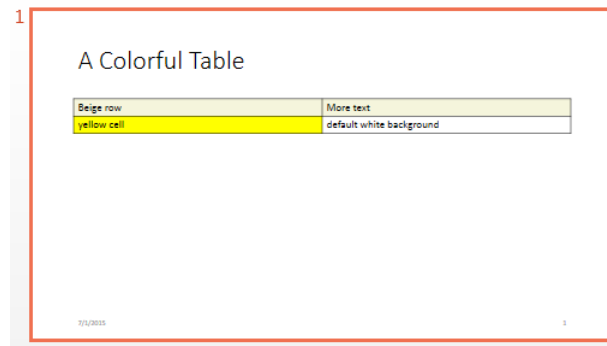 1
A Colorful Table
Beige row More text
yellow cell default white background
7/1/2015 1